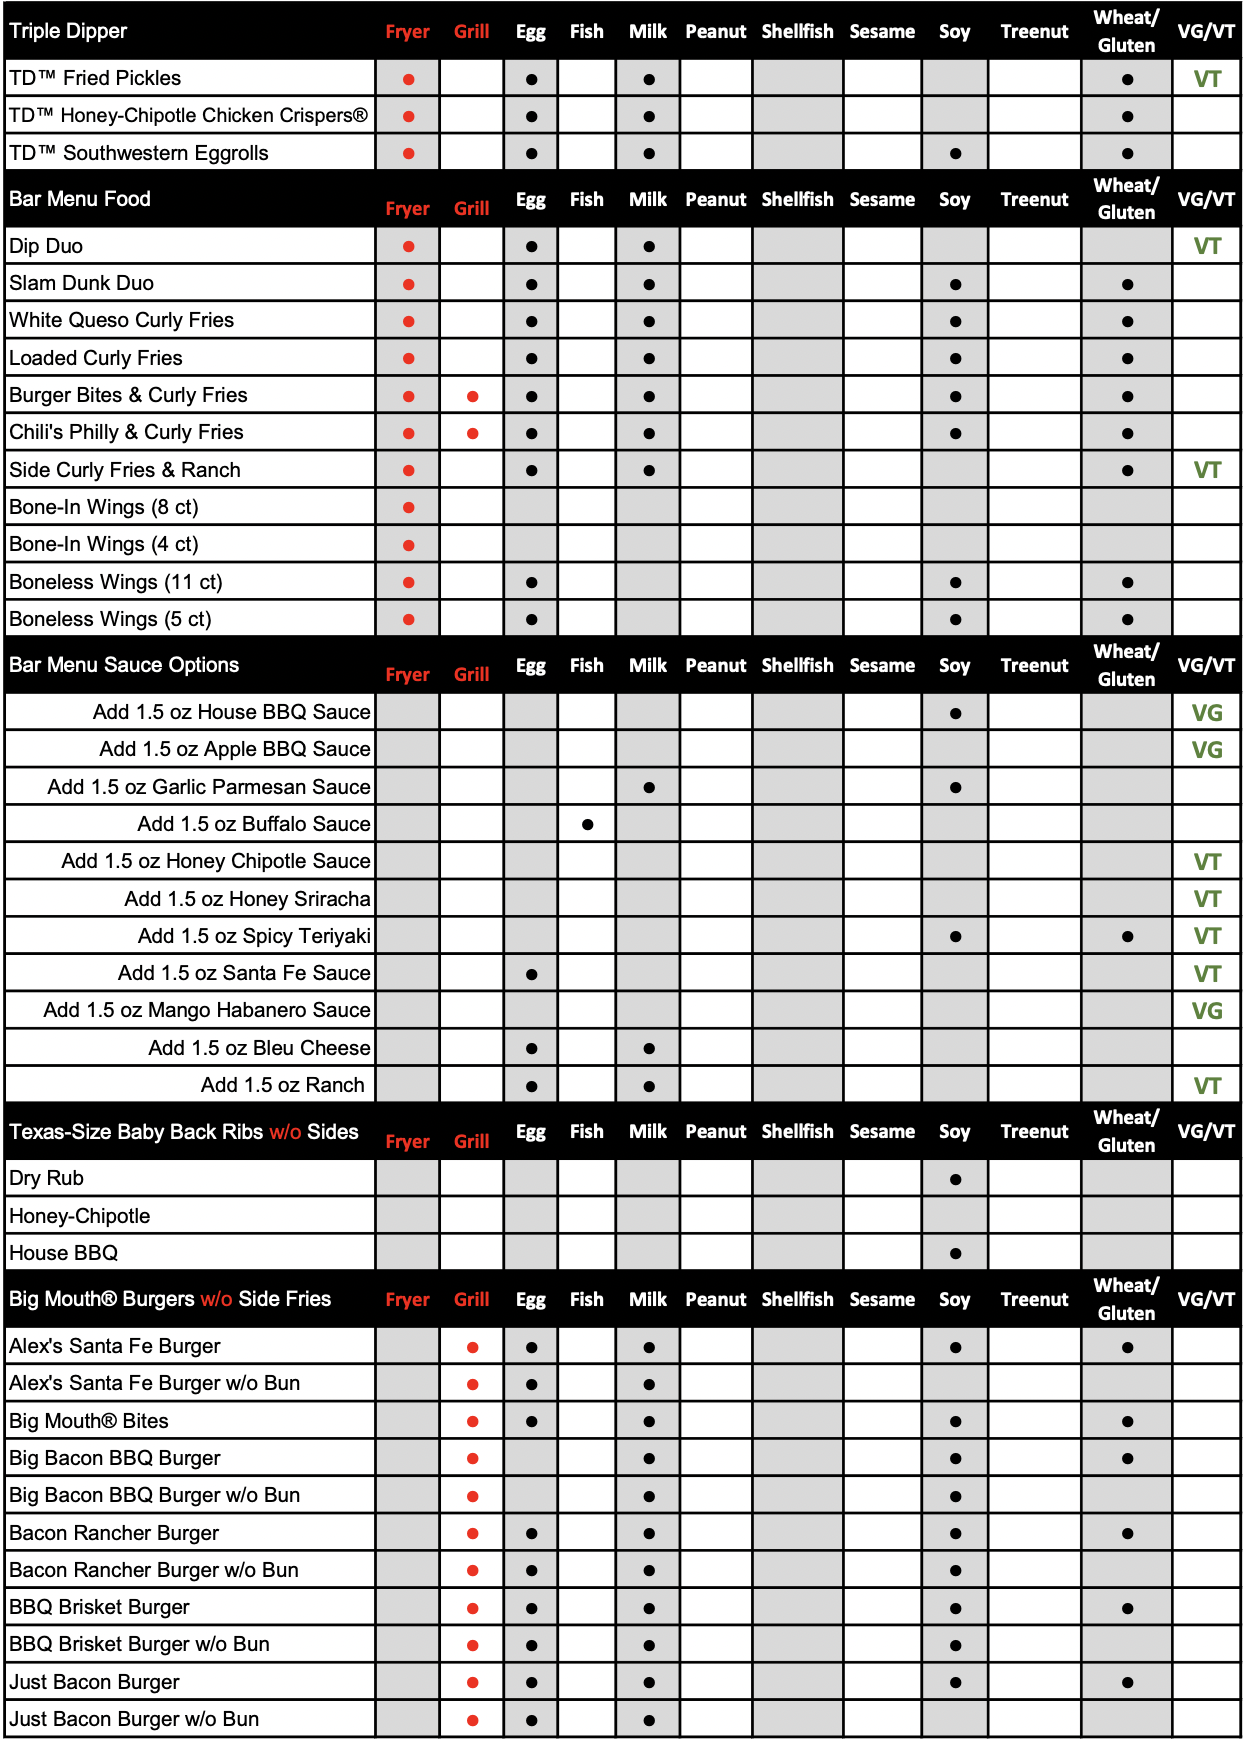 Triple Dipper Fryer Grill Egg Fish Milk Peanut Shellfish Sesame Soy Treenut Wheat/ Gluten VG/VT
TD™ Fried Pickles ● ● ● ● VT
TD™ Honey-Chipotle Chicken Crispers® ● ● ● ●
TD™ Southwestern Eggrolls ● ● ● ● ●
Bar Menu Food Fryer Grill Egg Fish Milk Peanut Shellfish Sesame Soy Treenut Wheat/ Gluten VG/VT
Dip Duo ● ● ● VT
Slam Dunk Duo ● ● ● ● ●
White Queso Curly Fries ● ● ● ● ●
Loaded Curly Fries ● ● ● ● ●
Burger Bites & Curly Fries ● ● ● ● ● ●
Chili's Philly & Curly Fries ● ● ● ● ● ●
Side Curly Fries & Ranch ● ● ● ● VT
Bone-In Wings (8 ct) ●
Bone-In Wings (4 ct) ●
Boneless Wings (11 ct) ● ● ● ●
Boneless Wings (5 ct) ● ● ● ●
Bar Menu Sauce Options Fryer Grill Egg Fish Milk Peanut Shellfish Sesame Soy Treenut Wheat/ Gluten VG/VT
Add 1.5 oz House BBQ Sauce ● VG
Add 1.5 oz Apple BBQ Sauce VG
Add 1.5 oz Garlic Parmesan Sauce ● ●
Add 1.5 oz Buffalo Sauce ●
Add 1.5 oz Honey Chipotle Sauce VT
Add 1.5 oz Honey Sriracha VT
Add 1.5 oz Spicy Teriyaki ● ● VT
Add 1.5 oz Santa Fe Sauce ● VT
Add 1.5 oz Mango Habanero Sauce VG
Add 1.5 oz Bleu Cheese ● ●
Add 1.5 oz Ranch ● ● VT
Texas-Size Baby Back Ribs w/o Sides Fryer Grill Egg Fish Milk Peanut Shellfish Sesame Soy Treenut Wheat/ Gluten VG/VT
Dry Rub ●
Honey-Chipotle
House BBQ ●
Big Mouth® Burgers w/o Side Fries Fryer Grill Egg Fish Milk Peanut Shellfish Sesame Soy Treenut Wheat/ Gluten VG/VT
Alex's Santa Fe Burger ● ● ● ● ●
Alex's Santa Fe Burger w/o Bun ● ● ●
Big Mouth® Bites ● ● ● ● ●
Big Bacon BBQ Burger ● ● ● ●
Big Bacon BBQ Burger w/o Bun ● ● ●
Bacon Rancher Burger ● ● ● ● ●
Bacon Rancher Burger w/o Bun ● ● ● ●
BBQ Brisket Burger ● ● ● ● ●
BBQ Brisket Burger w/o Bun ● ● ● ●
Just Bacon Burger ● ● ● ● ●
Just Bacon Burger w/o Bun ● ● ●